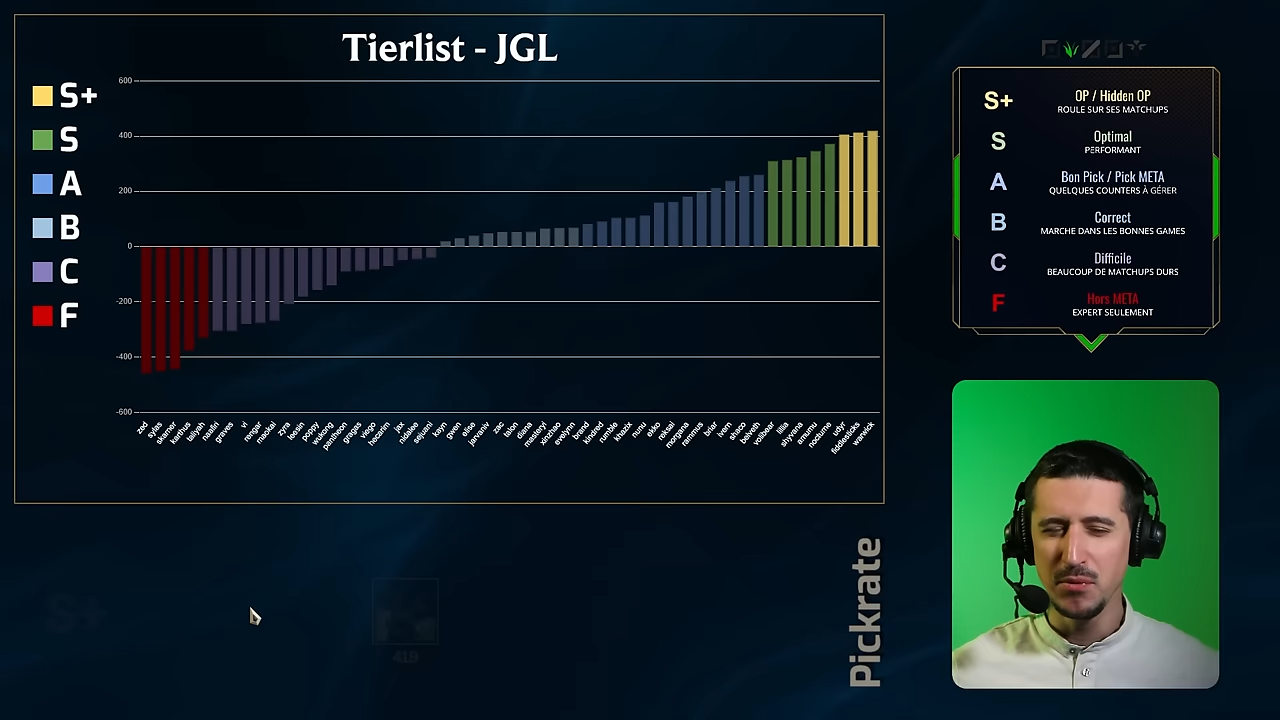 Tierlist - JGL
S+
S
A
B
C
F
600
400
200
0
-200
-400
-600
zed
sylas
skarner
karthus
taliyah
naafiri
graves
vi
rengar
maokai
zyra
leesin
poppy
wukong
pantheon
gragas
viego
hecarim
jax
nidalee
sejuani
kayn
gwen
elise
jarvaniv
zac
talon
diana
masteryi
xinzhao
evelynn
brand
kindred
rumble
khazix
nunu
ekko
reksai
morgana
rammus
briar
ivern
shaco
belveth
volibear
lillia
shyvana
amumu
nocturne
udyr
fiddlesticks
warwick
S+ OP / Hidden OP
ROULE SUR SES MATCHUPS
S Optimal
PERFORMANT
A Bon Pick / Pick META
QUELQUES COUNTERS À GÉRER
B Correct
MARCHE DANS LES BONNES GAMES
C Difficile
BEAUCOUP DE MATCHUPS DURS
F Hors META
EXPERT SEULEMENT
S+
419
Pickrate